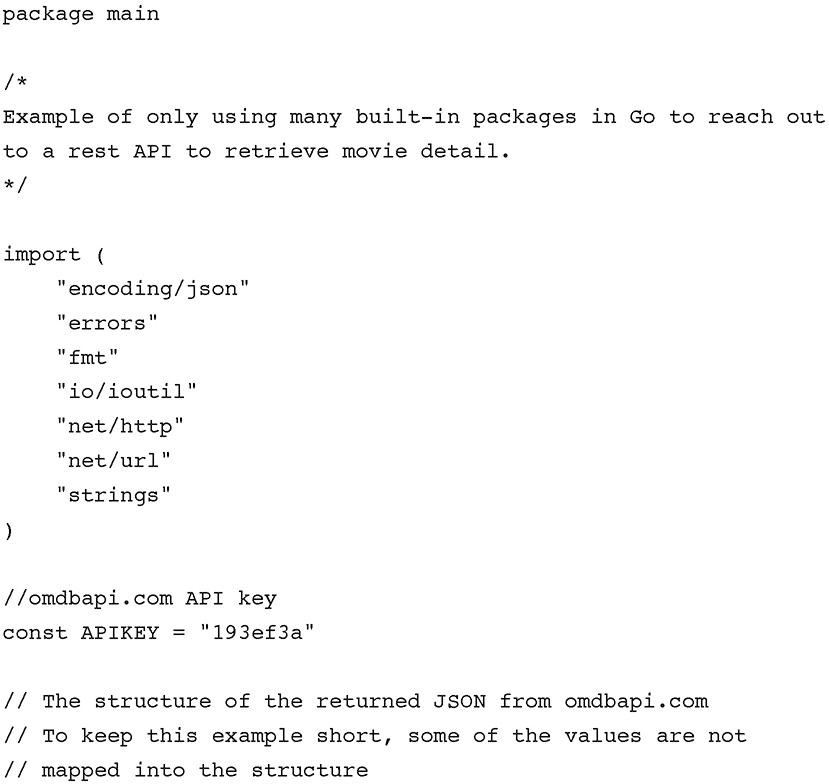 package main
/*
Example of only using many built-in packages in Go to reach out
to a rest API to retrieve movie detail.
*/
import (
"encoding/json"
"errors"
"fmt"
"io/ioutil"
"net/http"
"net/url"
"strings"
)
//omdbapi.com API key
const APIKEY = "193ef3a"
// The structure of the returned JSON from omdbapi.com
// To keep this example short, some of the values are not
// mapped into the structure